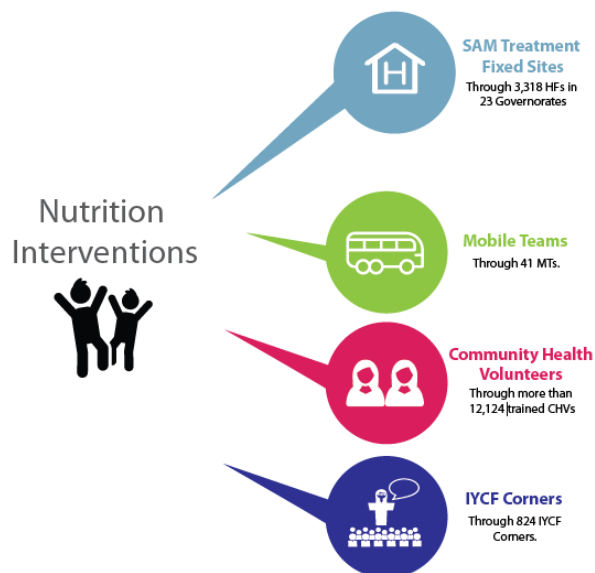 Nutrition
Interventions
SAM Treatment
Fixed Sites
Through 3,318 HFs in
23 Governorates
H
Mobile Teams
Through 41 MTs.
Community Health
Volunteers
Through more than
12,124 trained CHVs
IYCF Corners
Through 824 IYCF
Corners.